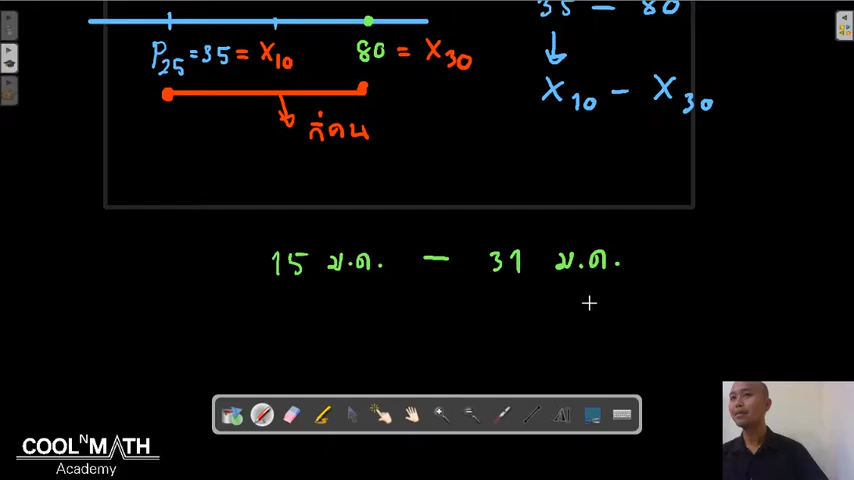 35 – 80
P25 = 35 = X10 80 = X30
X10 – X30
กี่คน
15 ม.ค. – 31 ม.ค.
COOL N MATH
Academy